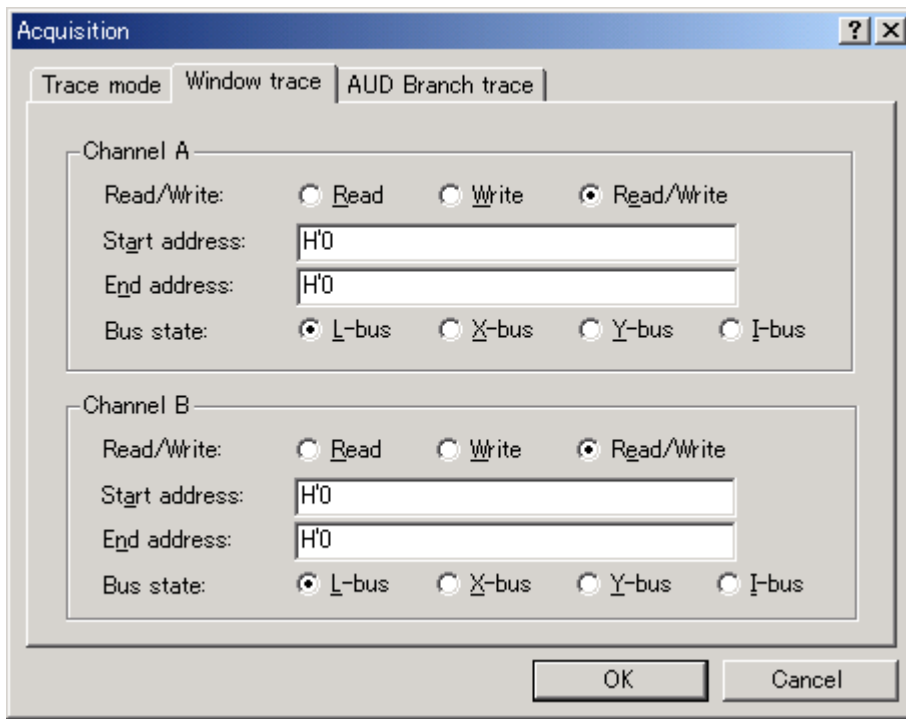 Acquisition
Trace mode Window trace AUD Branch trace
Channel A
Read/Write: Read Write Read/Write
Start address: H'0
End address: H'0
Bus state: L-bus X-bus Y-bus I-bus
Channel B
Read/Write: Read Write Read/Write
Start address: H'0
End address: H'0
Bus state: L-bus X-bus Y-bus I-bus
OK Cancel